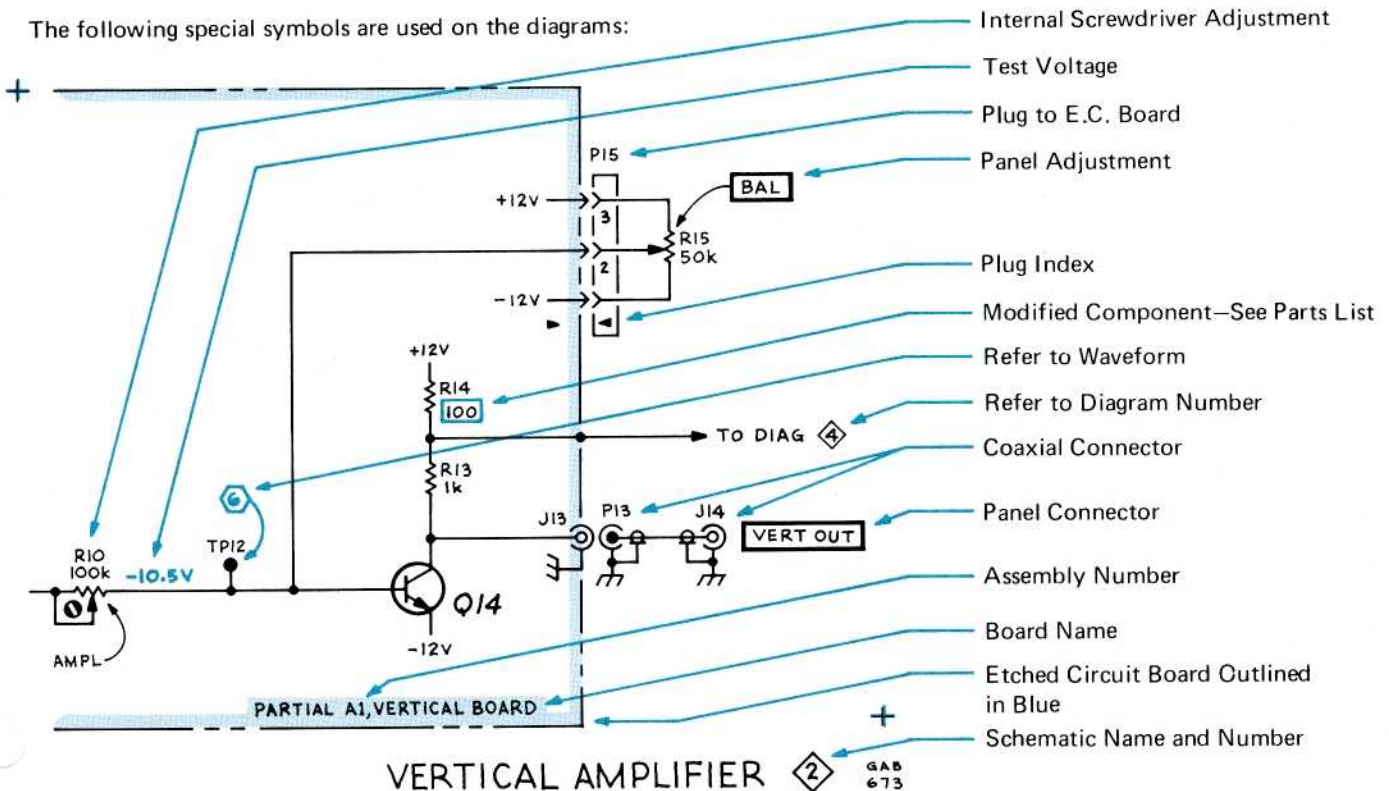 The following special symbols are used on the diagrams:
Internal Screwdriver Adjustment
Test Voltage
Plug to E.C. Board
Panel Adjustment
Plug Index
Modified Component—See Parts List
Refer to Waveform
Refer to Diagram Number
Coaxial Connector
Panel Connector
Assembly Number
Board Name
Etched Circuit Board Outlined
in Blue
Schematic Name and Number
P15
BAL
+12V
3
R15
50k
2
-12V
+12V
R14
100
TO DIAG 4
R13
1k
6
J13
P13
J14
VERT OUT
TP12
R10
100k
-10.5V
Q14
-12V
AMPL
PARTIAL A1, VERTICAL BOARD
VERTICAL AMPLIFIER 2
GAB
673